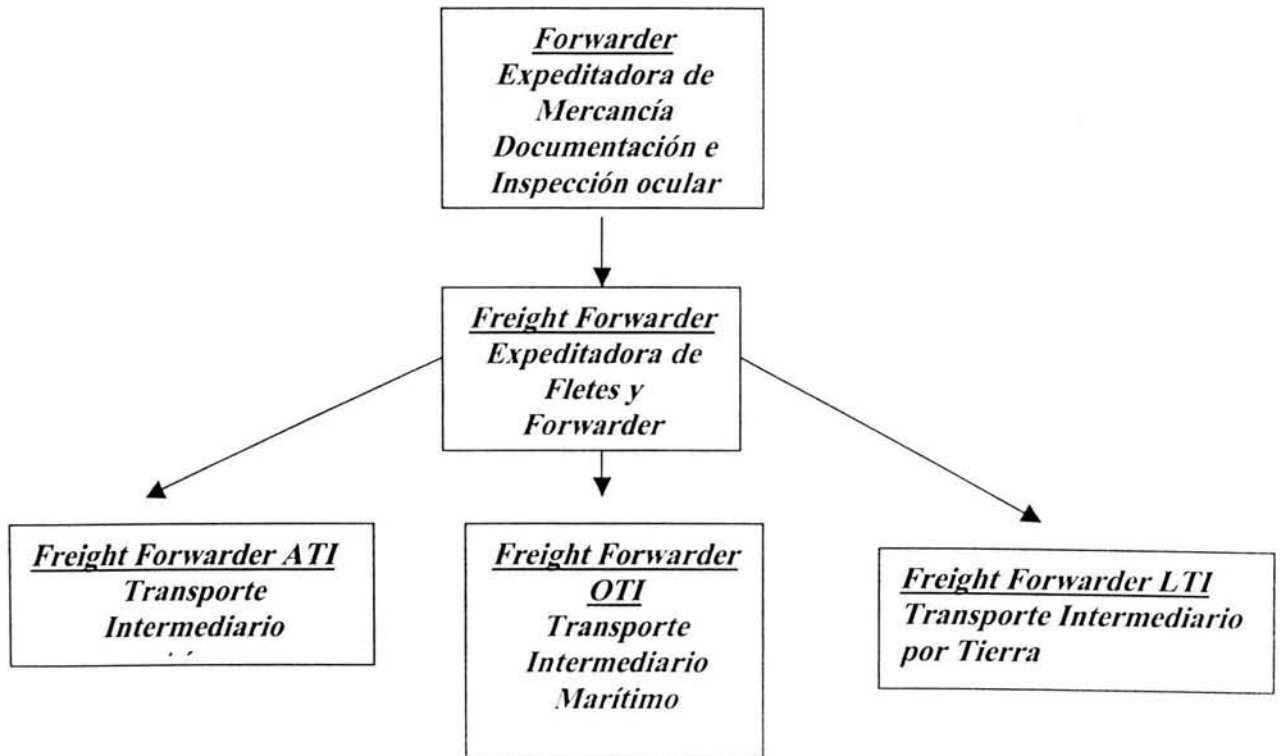 Forwarder
Expeditadora de
Mercancía
Documentación e
Inspección ocular
Freight Forwarder
Expeditadora de
Fletes y
Forwarder
Freight Forwarder ATI
Transporte
Intermediario
Freight Forwarder
OTI
Transporte
Intermediario
Marítimo
Freight Forwarder LTI
Transporte Intermediario
por Tierra